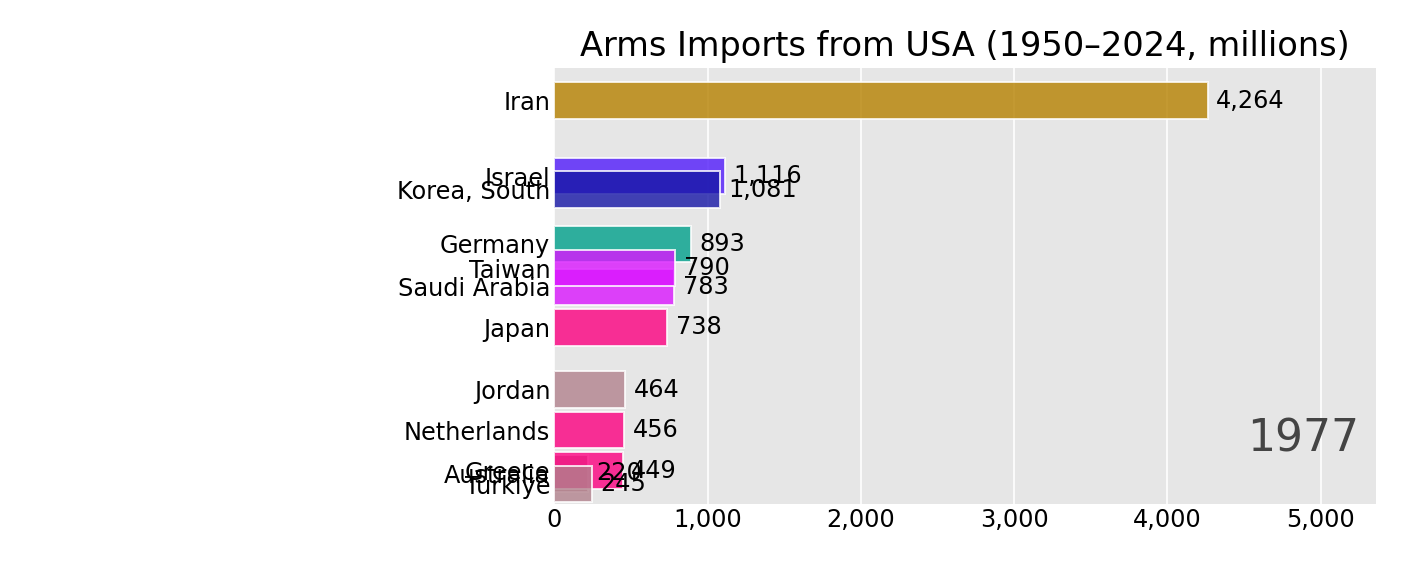 Arms Imports from USA (1950–2024, millions)
Iran 4,264
Israel 1,116
Korea, South 1,081
Germany 893
Taiwan 790
Saudi Arabia 783
Japan 738
Jordan 464
Netherlands 456
Greece 449
Australia 220
Türkiye 245
1977
0 1,000 2,000 3,000 4,000 5,000